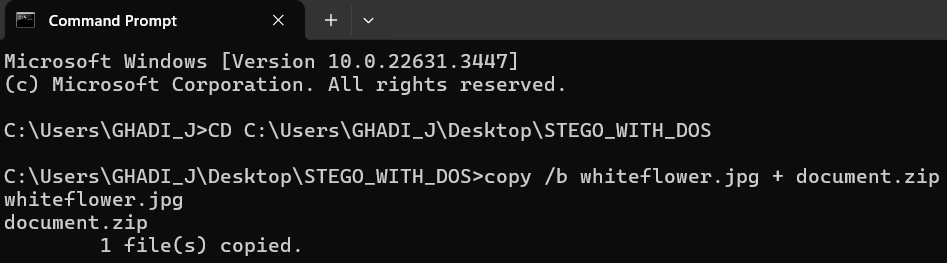 Command Prompt
Microsoft Windows [Version 10.0.22631.3447]
(c) Microsoft Corporation. All rights reserved.
C:\Users\GHADI_J>CD C:\Users\GHADI_J\Desktop\STEGO_WITH_DOS
C:\Users\GHADI_J\Desktop\STEGO_WITH_DOS>copy /b whiteflower.jpg + document.zip
whiteflower.jpg
document.zip
        1 file(s) copied.